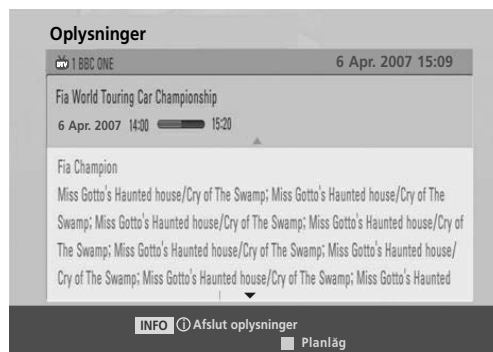 Oplysninger
DTV 1 BBC ONE 6 Apr. 2007 15:09
Fia World Touring Car Championship
6 Apr. 2007 14:00 15:20
Fia Champion
Miss Gotto's Haunted house/Cry of The Swamp; Miss Gotto's Haunted house/Cry of The
Swamp; Miss Gotto's Haunted house/Cry of The Swamp; Miss Gotto's Haunted house/Cry of
The Swamp; Miss Gotto's Haunted house/Cry of The Swamp; Miss Gotto's Haunted house/
Cry of The Swamp; Miss Gotto's Haunted house/Cry of The Swamp; Miss Gotto's Haunted
INFO ⓘ Afslut oplysninger
Planlåg